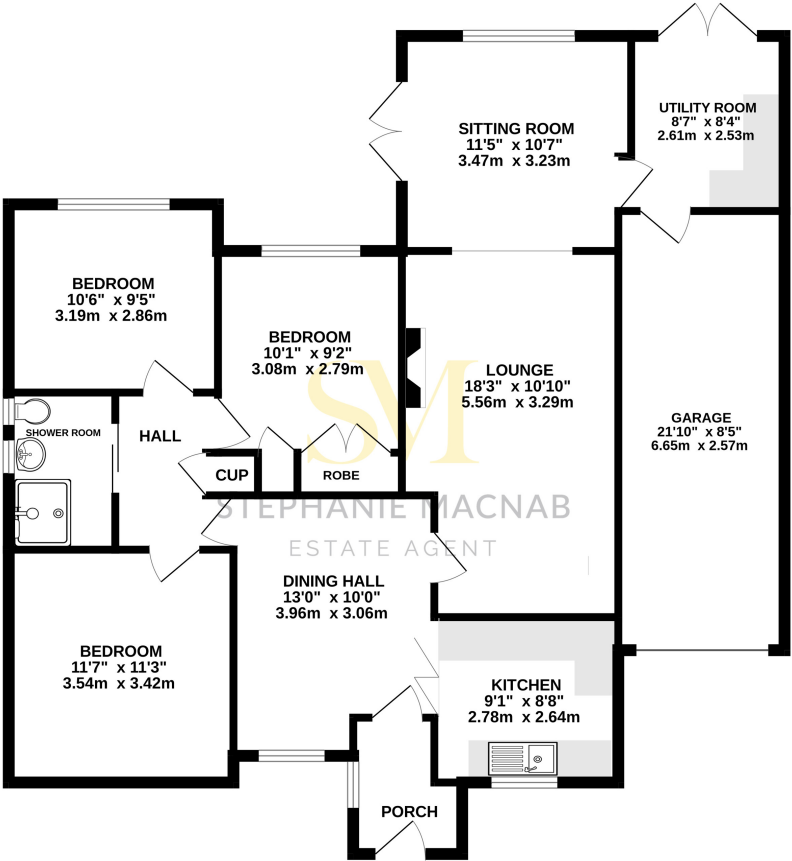 UTILITY ROOM
8'7" x 8'4"
2.61m x 2.53m
SITTING ROOM
11'5" x 10'7"
3.47m x 3.23m
BEDROOM
10'6" x 9'5"
3.19m x 2.86m
BEDROOM
10'1" x 9'2"
3.08m x 2.79m
LOUNGE
18'3" x 10'10"
5.56m x 3.29m
GARAGE
21'10" x 8'5"
6.65m x 2.57m
SHOWER ROOM
HALL
CUP
ROBE
SM
STEPHANIE MACNAB
ESTATE AGENT
DINING HALL
13'0" x 10'0"
3.96m x 3.06m
BEDROOM
11'7" x 11'3"
3.54m x 3.42m
KITCHEN
9'1" x 8'8"
2.78m x 2.64m
PORCH